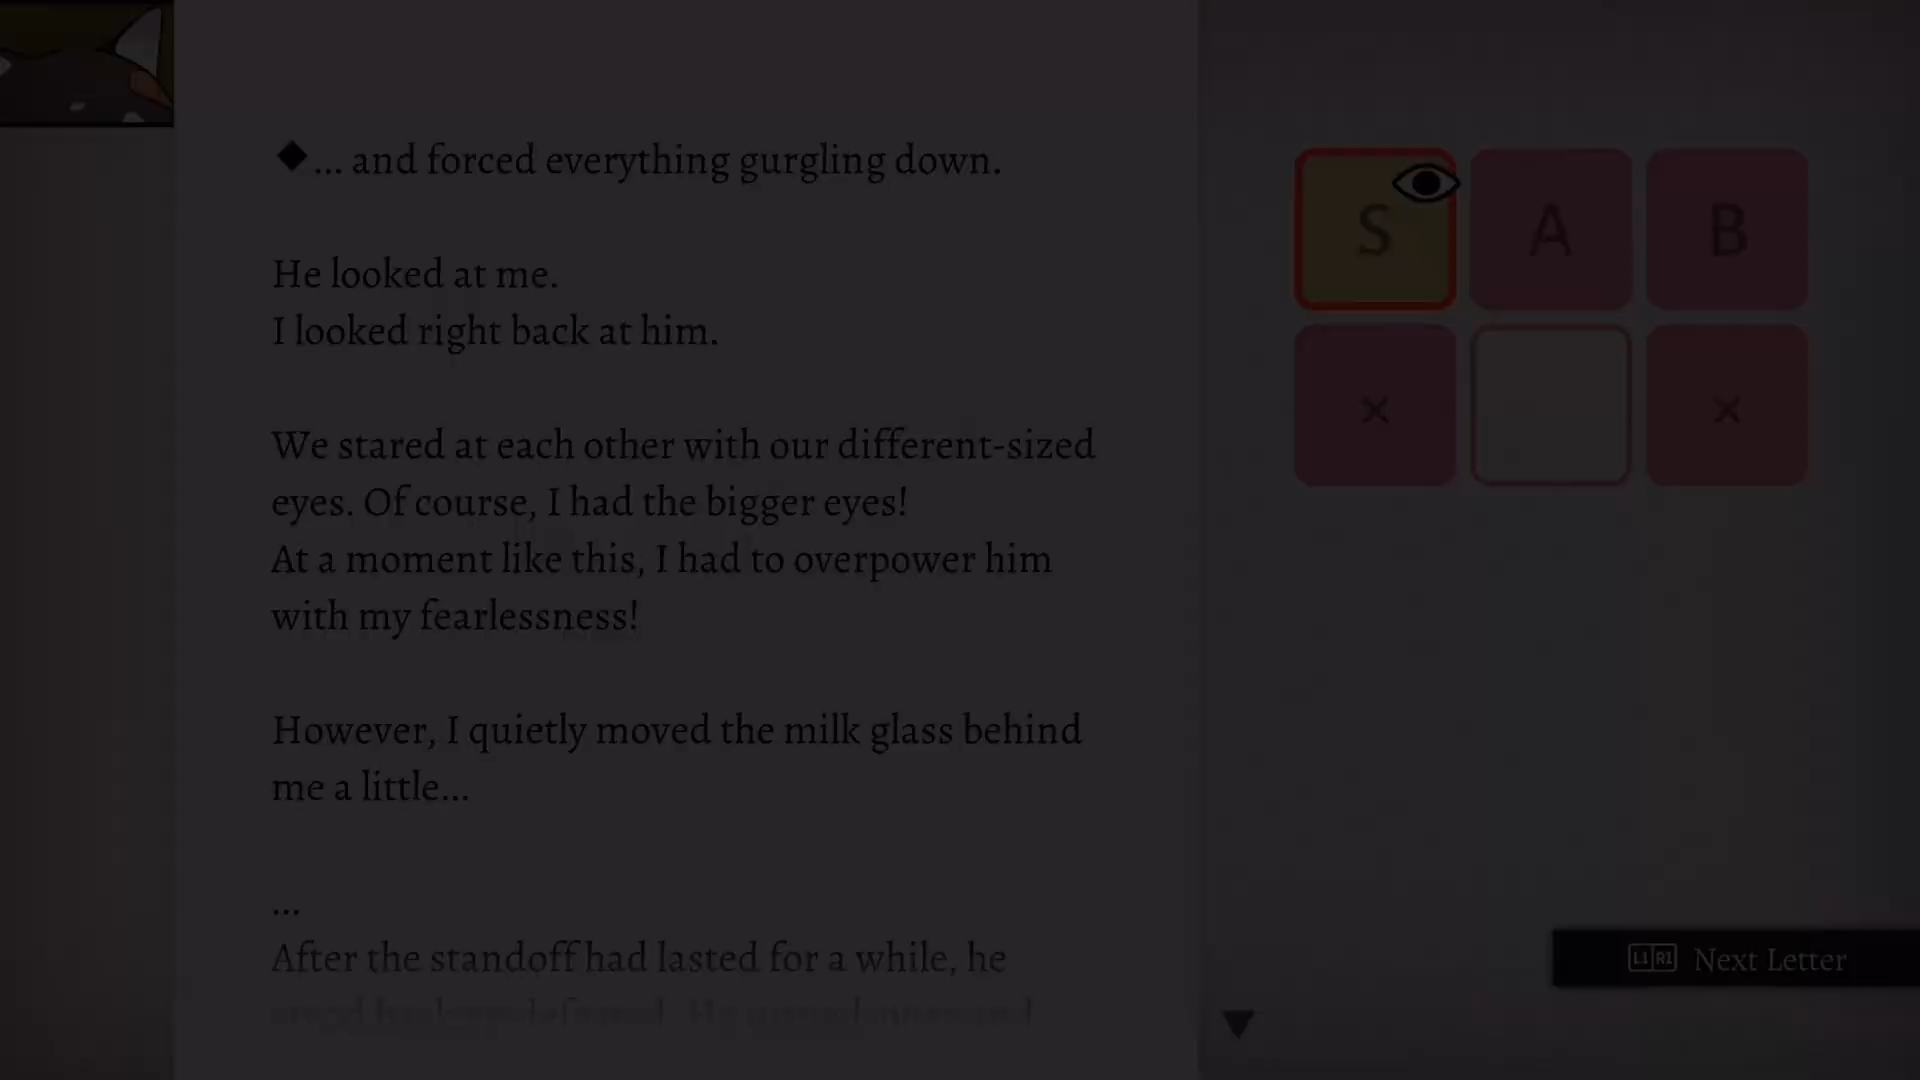 ◆... and forced everything gurgling down.
He looked at me.
I looked right back at him.
We stared at each other with our different-sized
eyes. Of course, I had the bigger eyes!
At a moment like this, I had to overpower him
with my fearlessness!
However, I quietly moved the milk glass behind
me a little...
...
After the standoff had lasted for a while, he
S A B
× ×
L1 R1 Next Letter